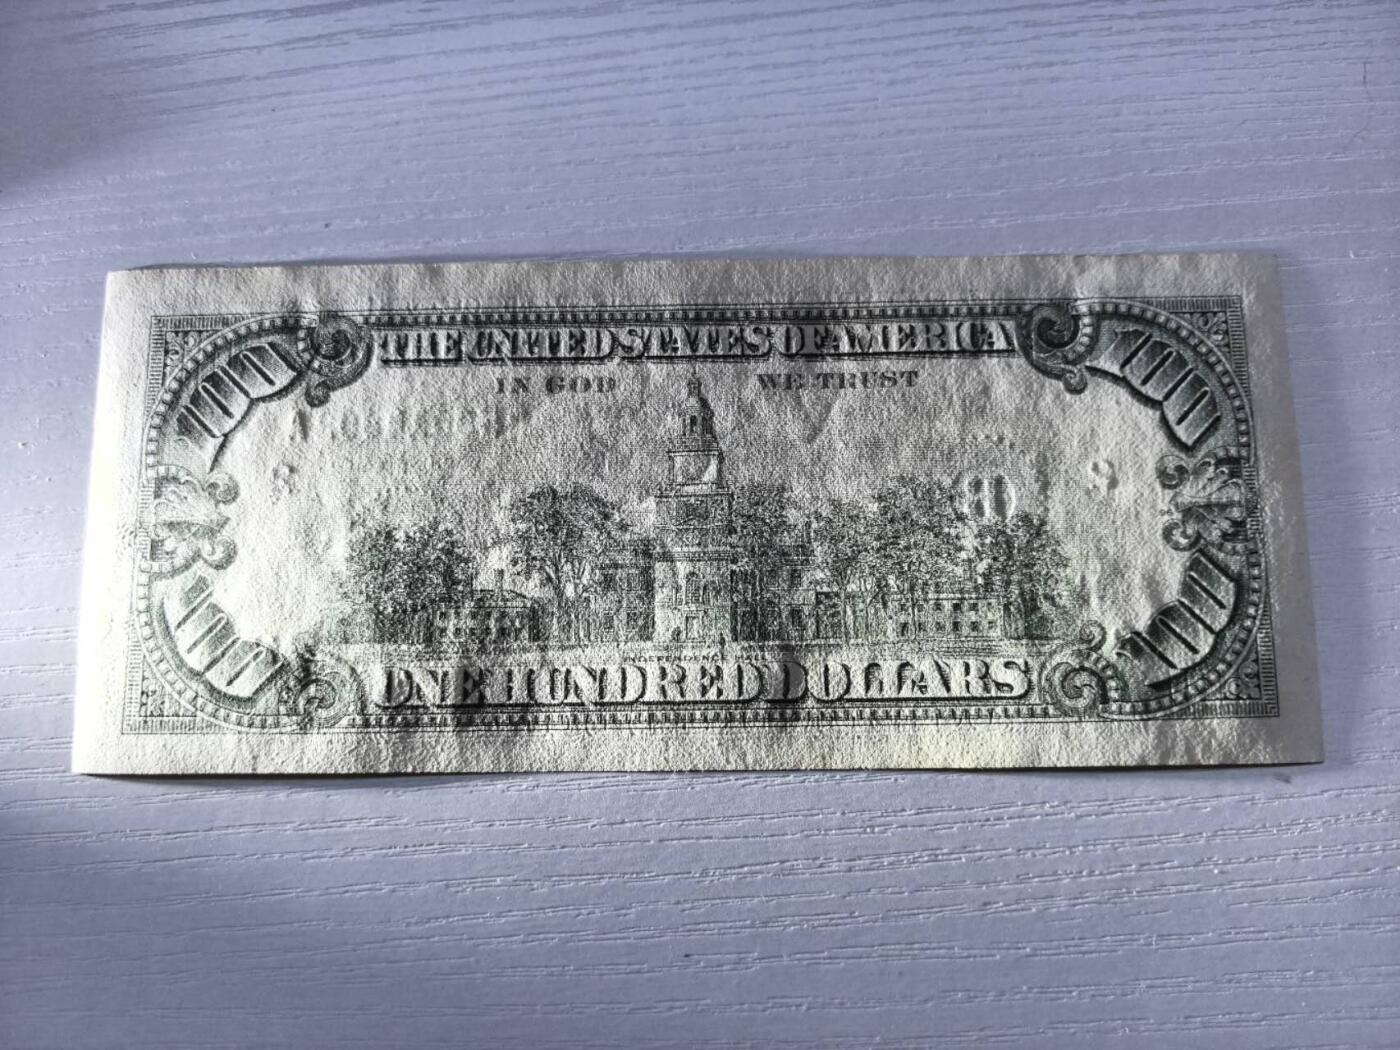 THE UNITED STATES OF AMERICA
100 100
IN GOD WE TRUST
100 100
ONE HUNDRED DOLLARS